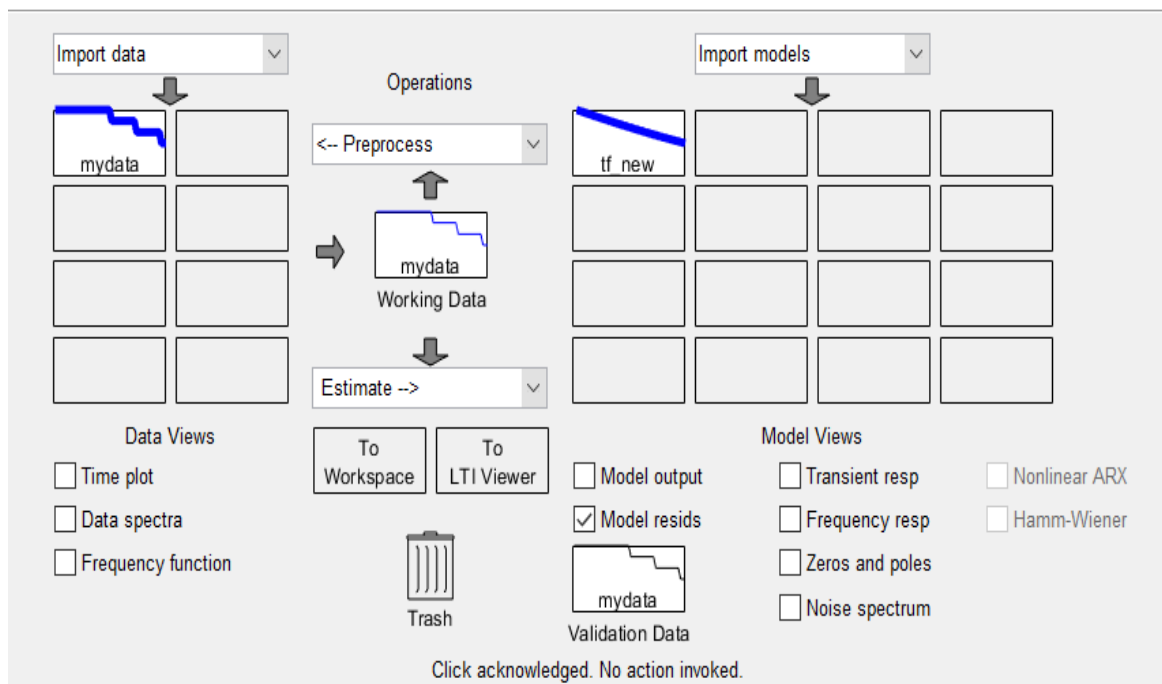 Import data
Import models
Operations
mydata
<-- Preprocess
tf_new
mydata
Working Data
Estimate -->
Data Views
Model Views
To
Workspace
To
LTI Viewer
Time plot
Model output
Transient resp
Nonlinear ARX
Data spectra
Model resids
Frequency resp
Hamm-Wiener
Frequency function
Zeros and poles
mydata
Noise spectrum
Trash
Validation Data
Click acknowledged. No action invoked.